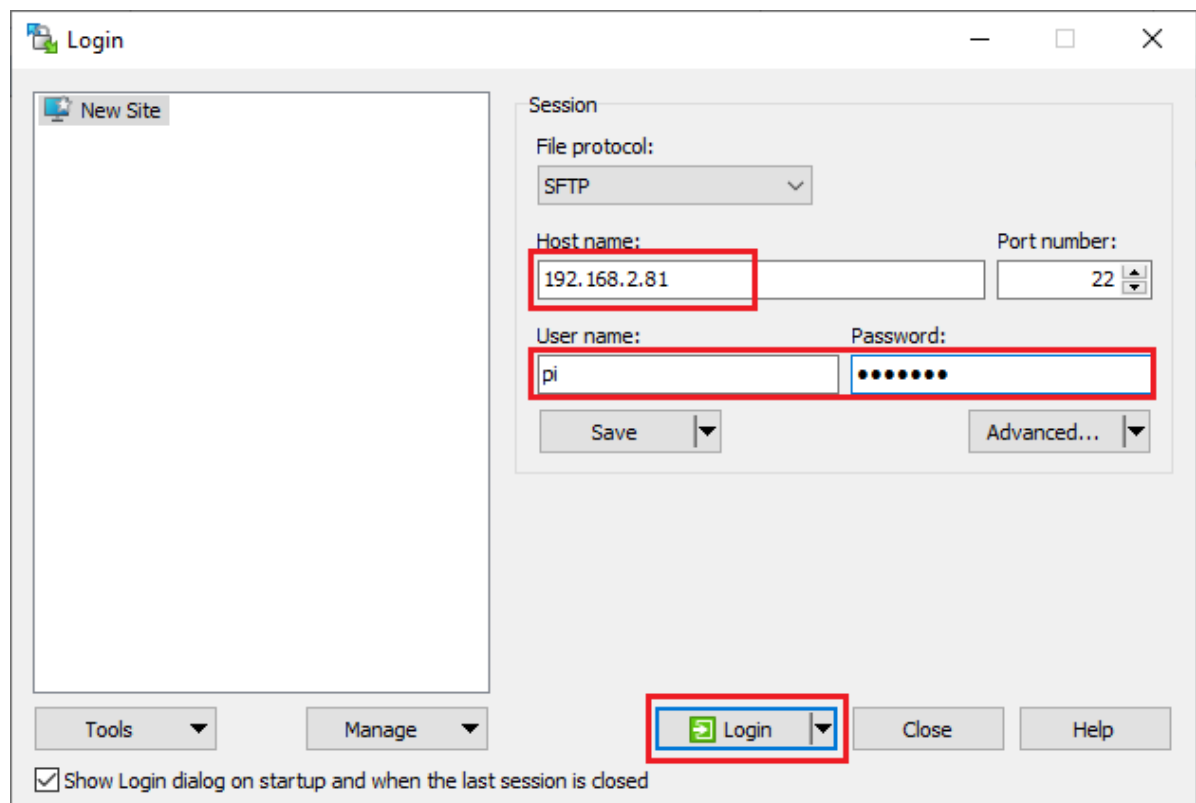 Login
New Site
Session
File protocol:
SFTP
Host name:
Port number:
192.168.2.81
22
User name:
Password:
pi
•••••••
Save
Advanced...
Tools
Manage
Login
Close
Help
Show Login dialog on startup and when the last session is closed